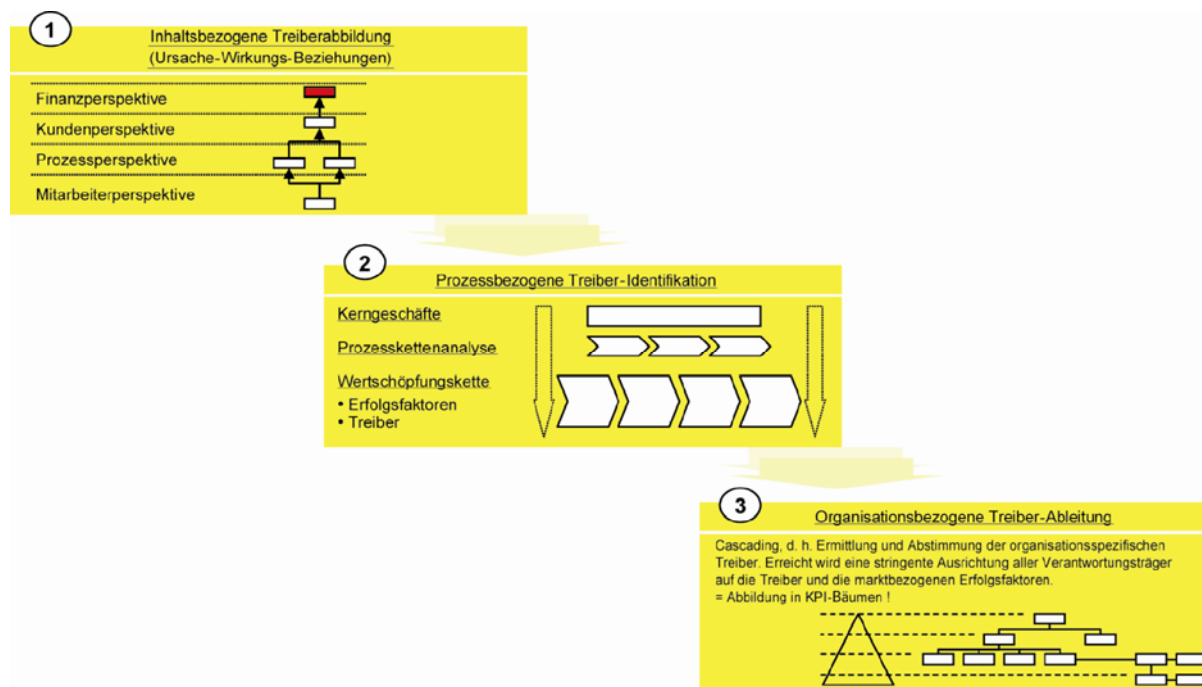 1
Inhaltsbezogene Treiberabbildung
(Ursache-Wirkungs-Beziehungen)
Finanzperspektive
Kundenperspektive
Prozessperspektive
Mitarbeiterperspektive
2
Prozessbezogene Treiber-Identifikation
Kerngeschäfte
Prozesskettenanalyse
Wertschöpfungskette
• Erfolgsfaktoren
• Treiber
3
Organisationsbezogene Treiber-Ableitung
Cascading, d. h. Ermittlung und Abstimmung der organisationsspezifischen
Treiber. Erreicht wird eine stringente Ausrichtung aller Verantwortungsträger
auf die Treiber und die marktbezogenen Erfolgsfaktoren.
= Abbildung in KPI-Bäumen !